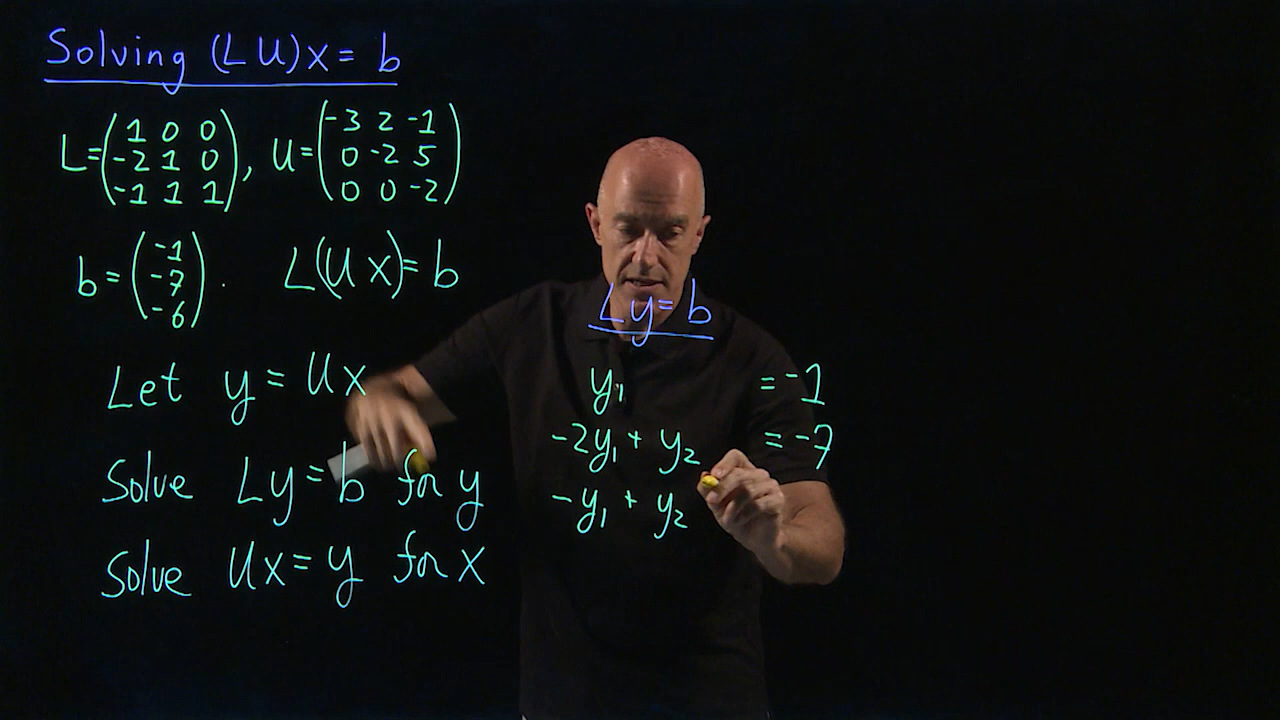 Solving (LU)x = b
L = (1 0 0
-2 1 0
-1 1 1), U = (-3 2 -1
0 -2 5
0 0 -2)
b = (-1
-7
-6). L(Ux) = b
Let y = Ux
Solve Ly = b for y
Solve Ux = y for x
Ly = b
y₁ = -1
-2y₁ + y₂ = -7
-y₁ + y₂